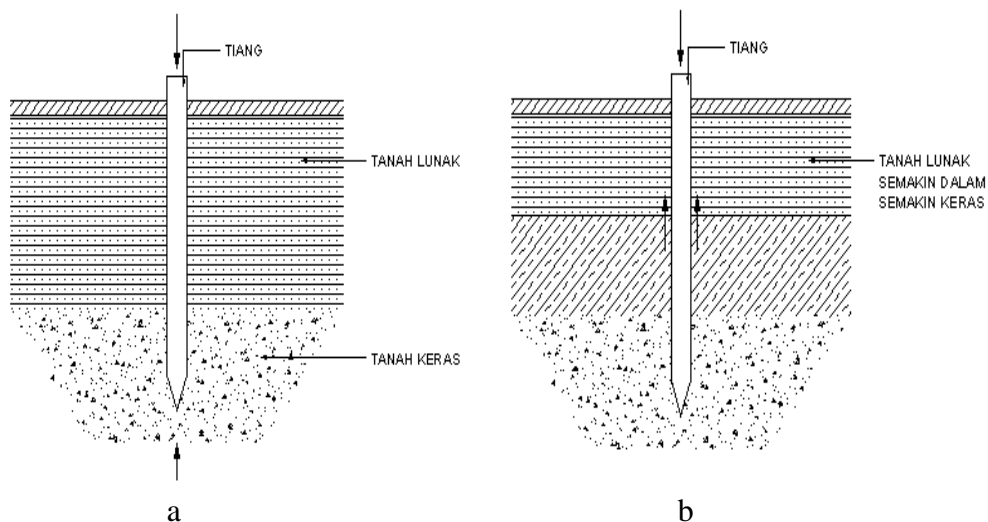 TIANG
TANAH LUNAK
TANAH KERAS
a
TIANG
TANAH LUNAK
SEMAKIN DALAM
SEMAKIN KERAS
b